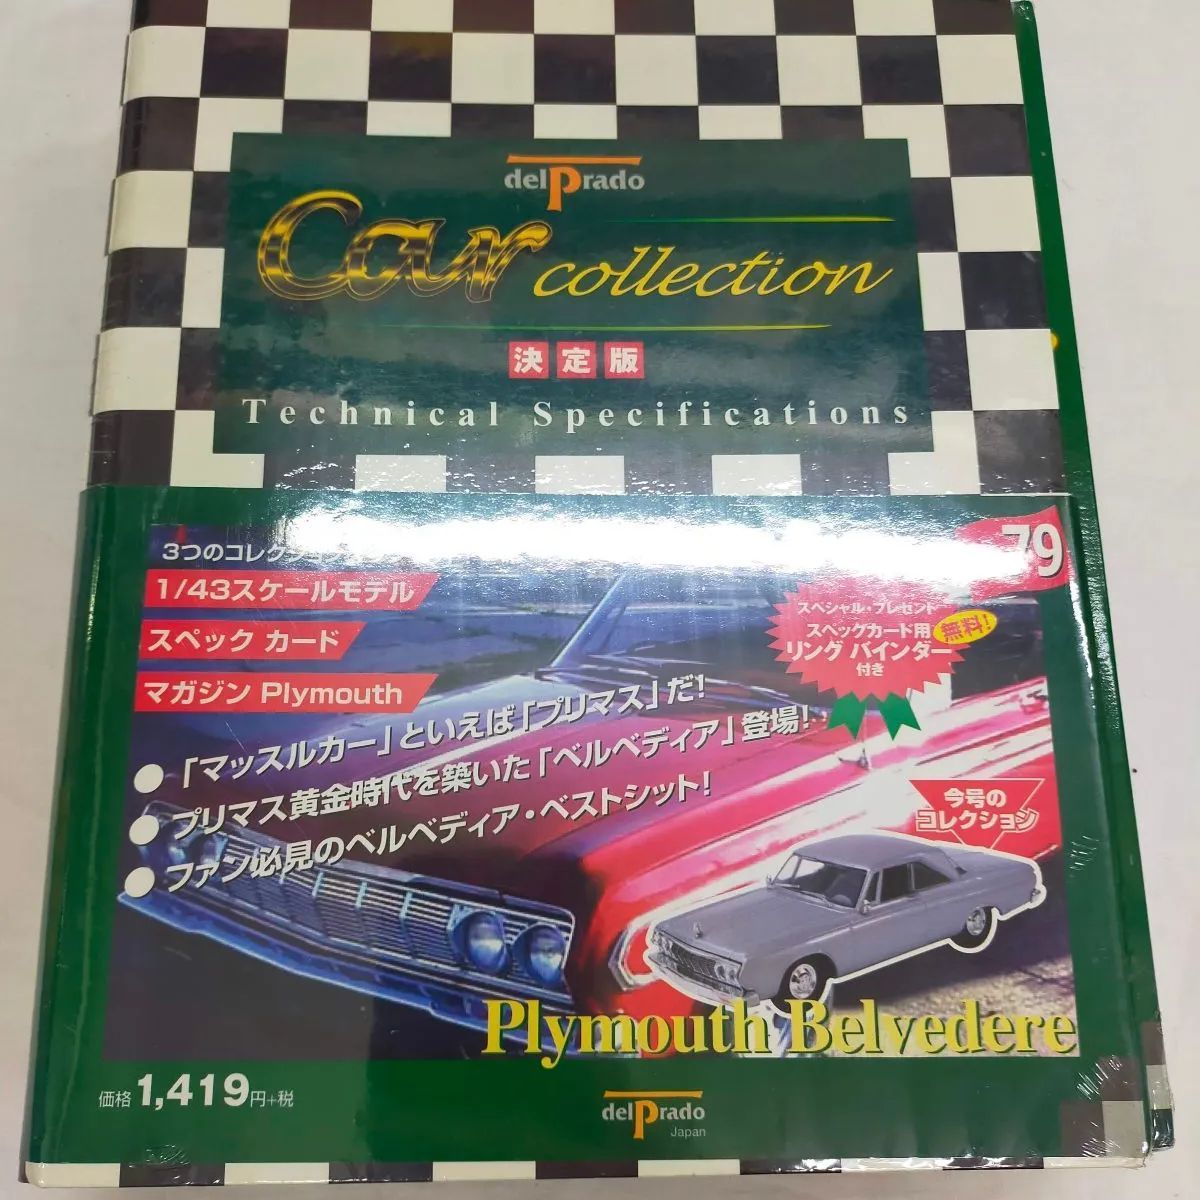 delPrado
Car collection
決定版
Technical Specifications
79
3つのコレクション
1/43スケールモデル
スペック カード
マガジン Plymouth
スペシャル・プレゼント
スペックカード用
無料!
リング バインダー
付き
● 「マッスルカー」といえば「プリマス」だ!
● プリマス黄金時代を築いた「ベルベディア」登場!
● ファン必見のベルベディア・ベストシット!
今号の
コレクション
Plymouth Belvedere
価格 1,419円+税
delPrado
Japan